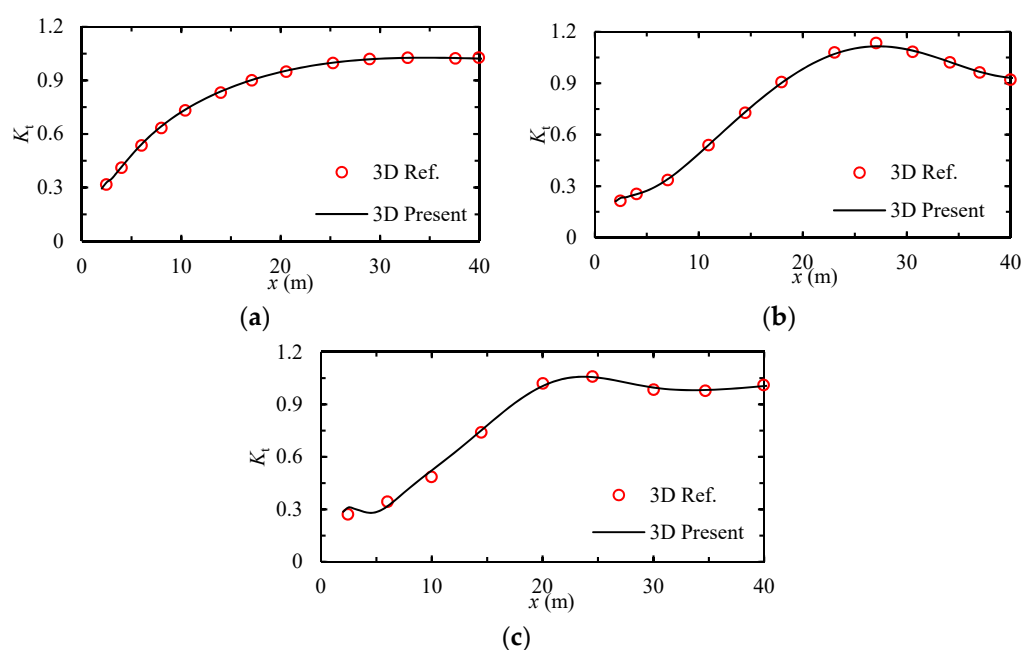 1.2
0.9
0.6
0.3
0
Kt
3D Ref.
3D Present
0 10 20 30 40
x (m)
(a)
1.2
0.9
0.6
0.3
0
Kt
3D Ref.
3D Present
0 10 20 30 40
x (m)
(b)
1.2
0.9
0.6
0.3
0
Kt
3D Ref.
3D Present
0 10 20 30 40
x (m)
(c)